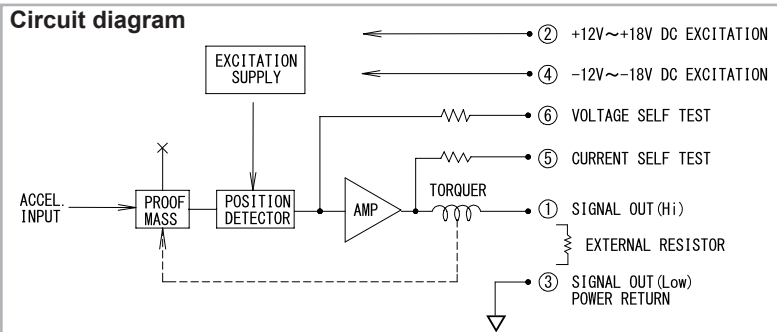 Circuit diagram
② +12V～+18V DC EXCITATION
EXCITATION
SUPPLY
④ −12V～−18V DC EXCITATION
⑥ VOLTAGE SELF TEST
⑤ CURRENT SELF TEST
ACCEL.
INPUT
PROOF
MASS
POSITION
DETECTOR
AMP
TORQUER
① SIGNAL OUT(Hi)
EXTERNAL RESISTOR
③ SIGNAL OUT(Low)
POWER RETURN